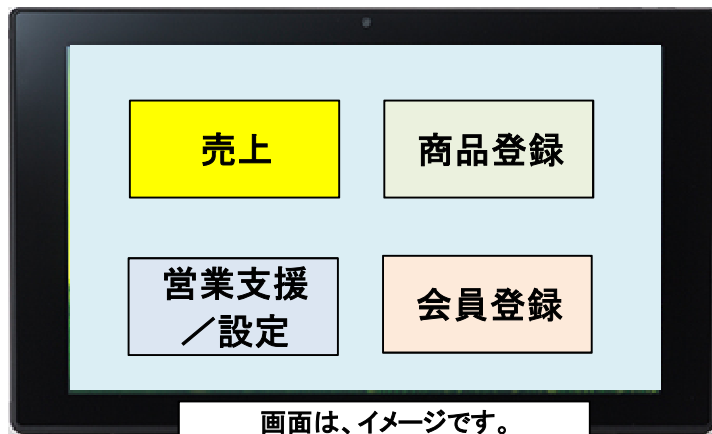 売上
商品登録
営業支援
／設定
会員登録
画面は、イメージです。